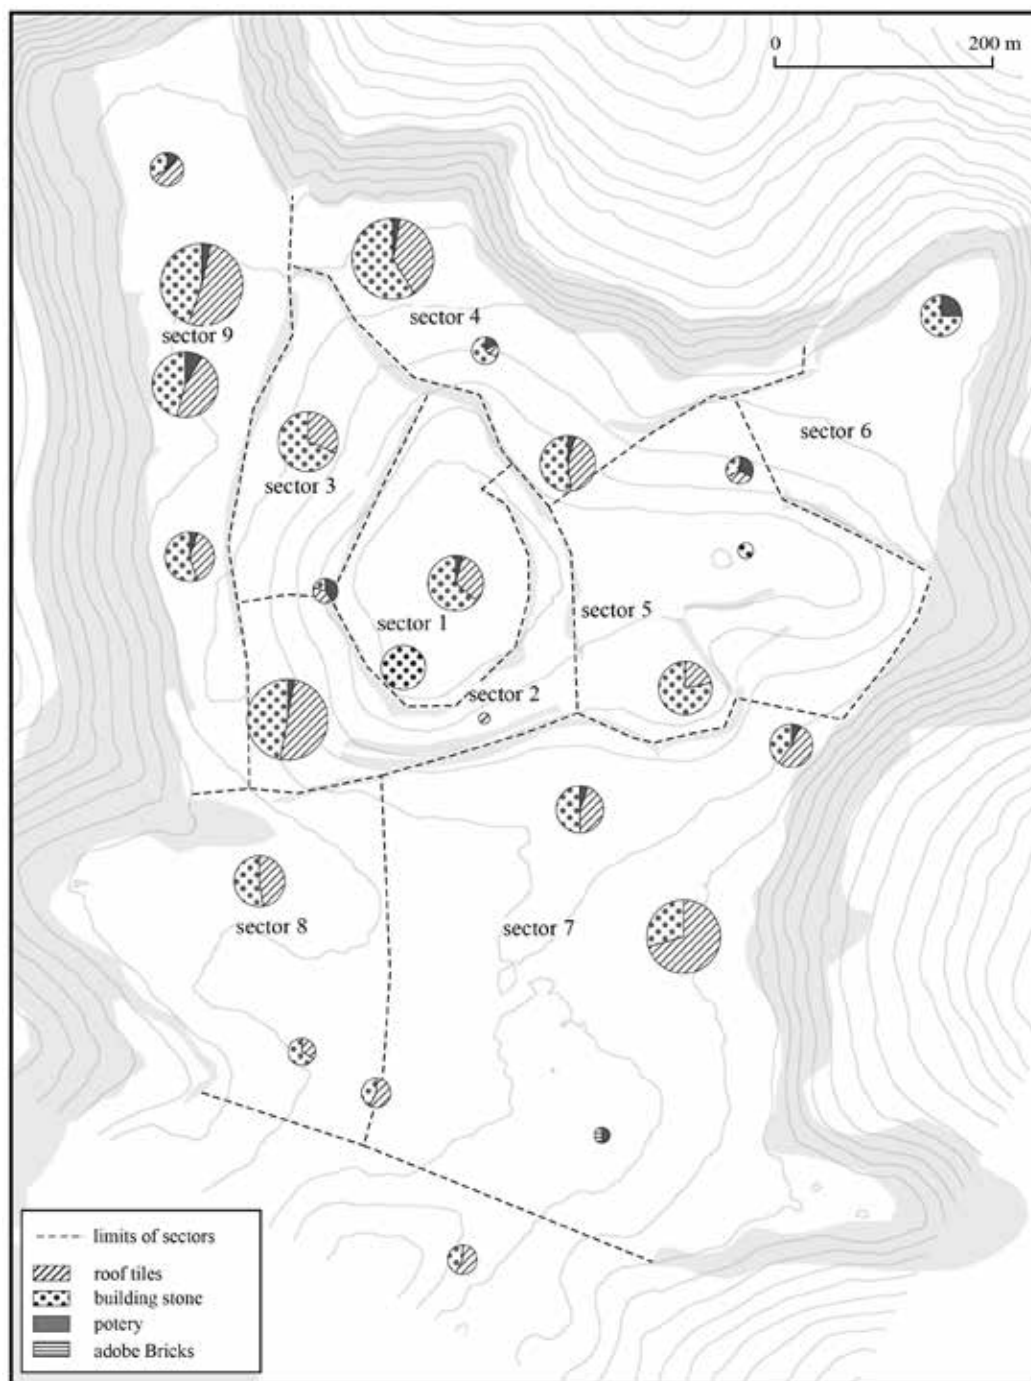 0 200 m
sector 9
sector 4
sector 6
sector 3
sector 5
sector 1
sector 2
sector 8
sector 7
limits of sectors
roof tiles
building stone
potery
adobe Bricks